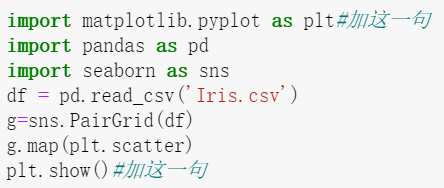 import matplotlib.pyplot as plt#加这一句
import pandas as pd
import seaborn as sns
df = pd.read_csv('Iris.csv')
g=sns.PairGrid(df)
g.map(plt.scatter)
plt.show()#加这一句